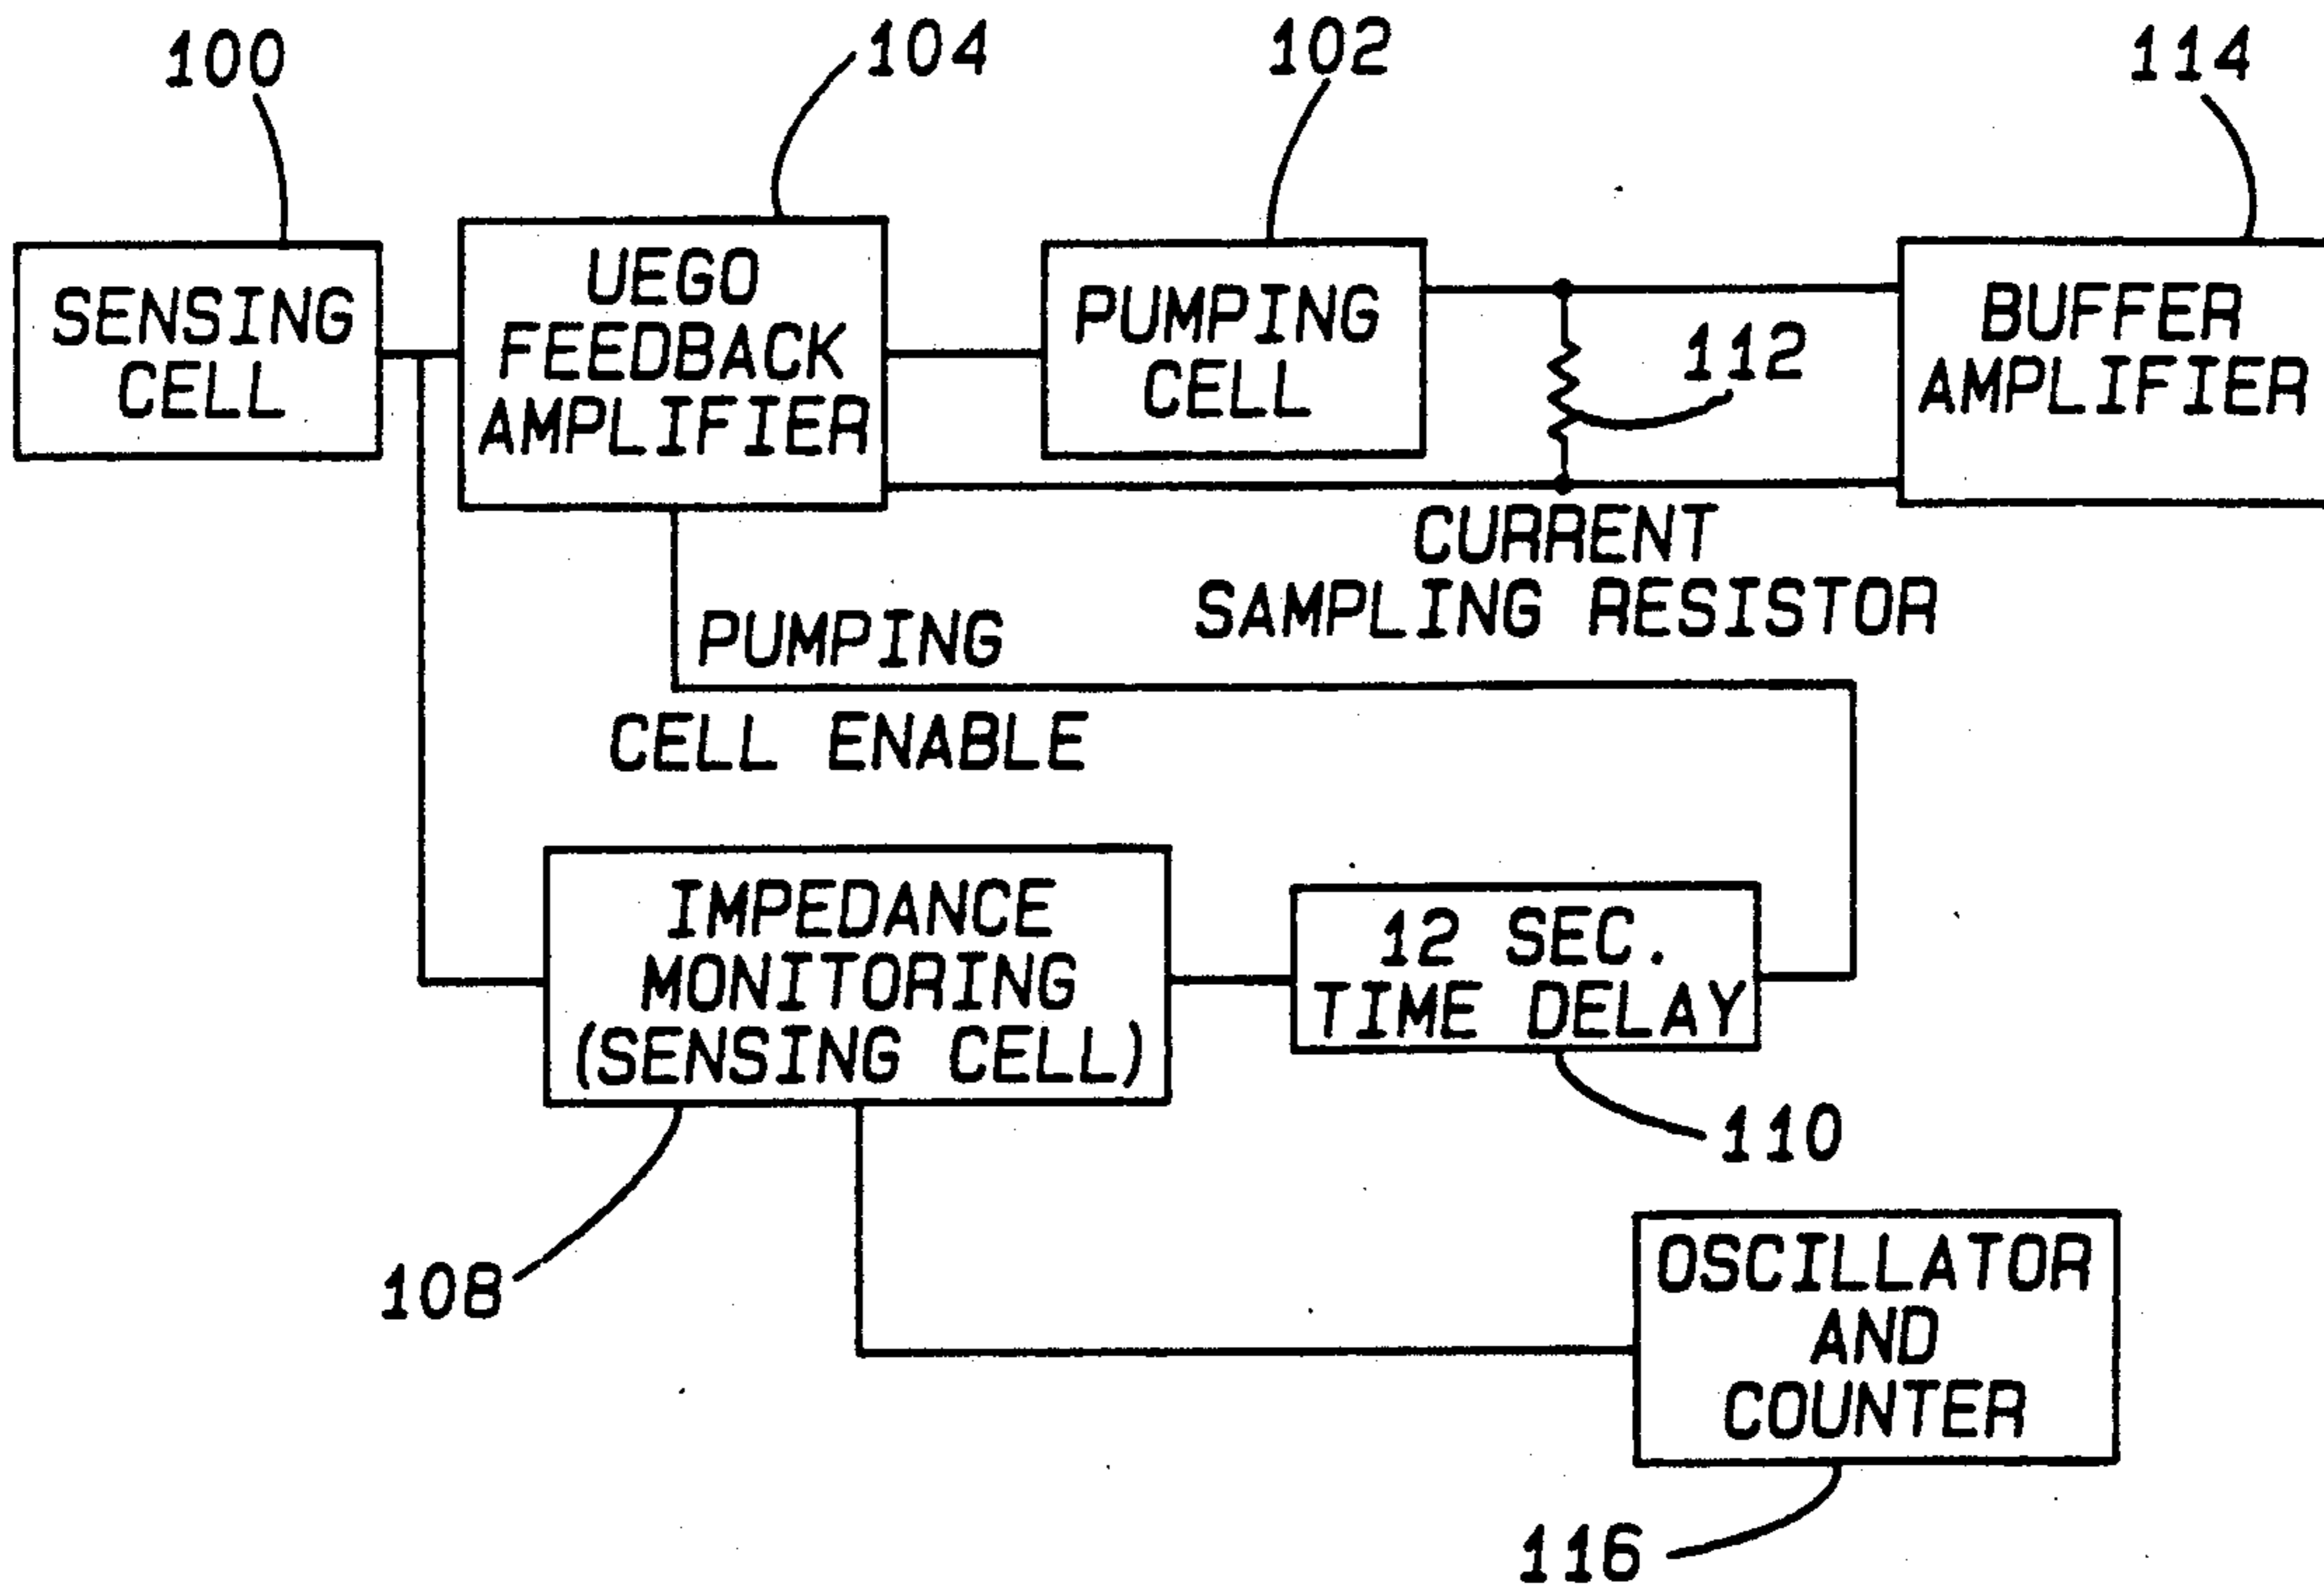 100
104
102
114
SENSING
CELL
UEGO
FEEDBACK
AMPLIFIER
PUMPING
CELL
112
BUFFER
AMPLIFIER
CURRENT
SAMPLING RESISTOR
PUMPING
CELL ENABLE
IMPEDANCE
MONITORING
(SENSING CELL)
12 SEC.
TIME DELAY
110
108
OSCILLATOR
AND
COUNTER
116